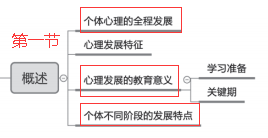 第一节
概述
个体心理的全程发展
心理发展特征
心理发展的教育意义
学习准备
关键期
个体不同阶段的发展特点